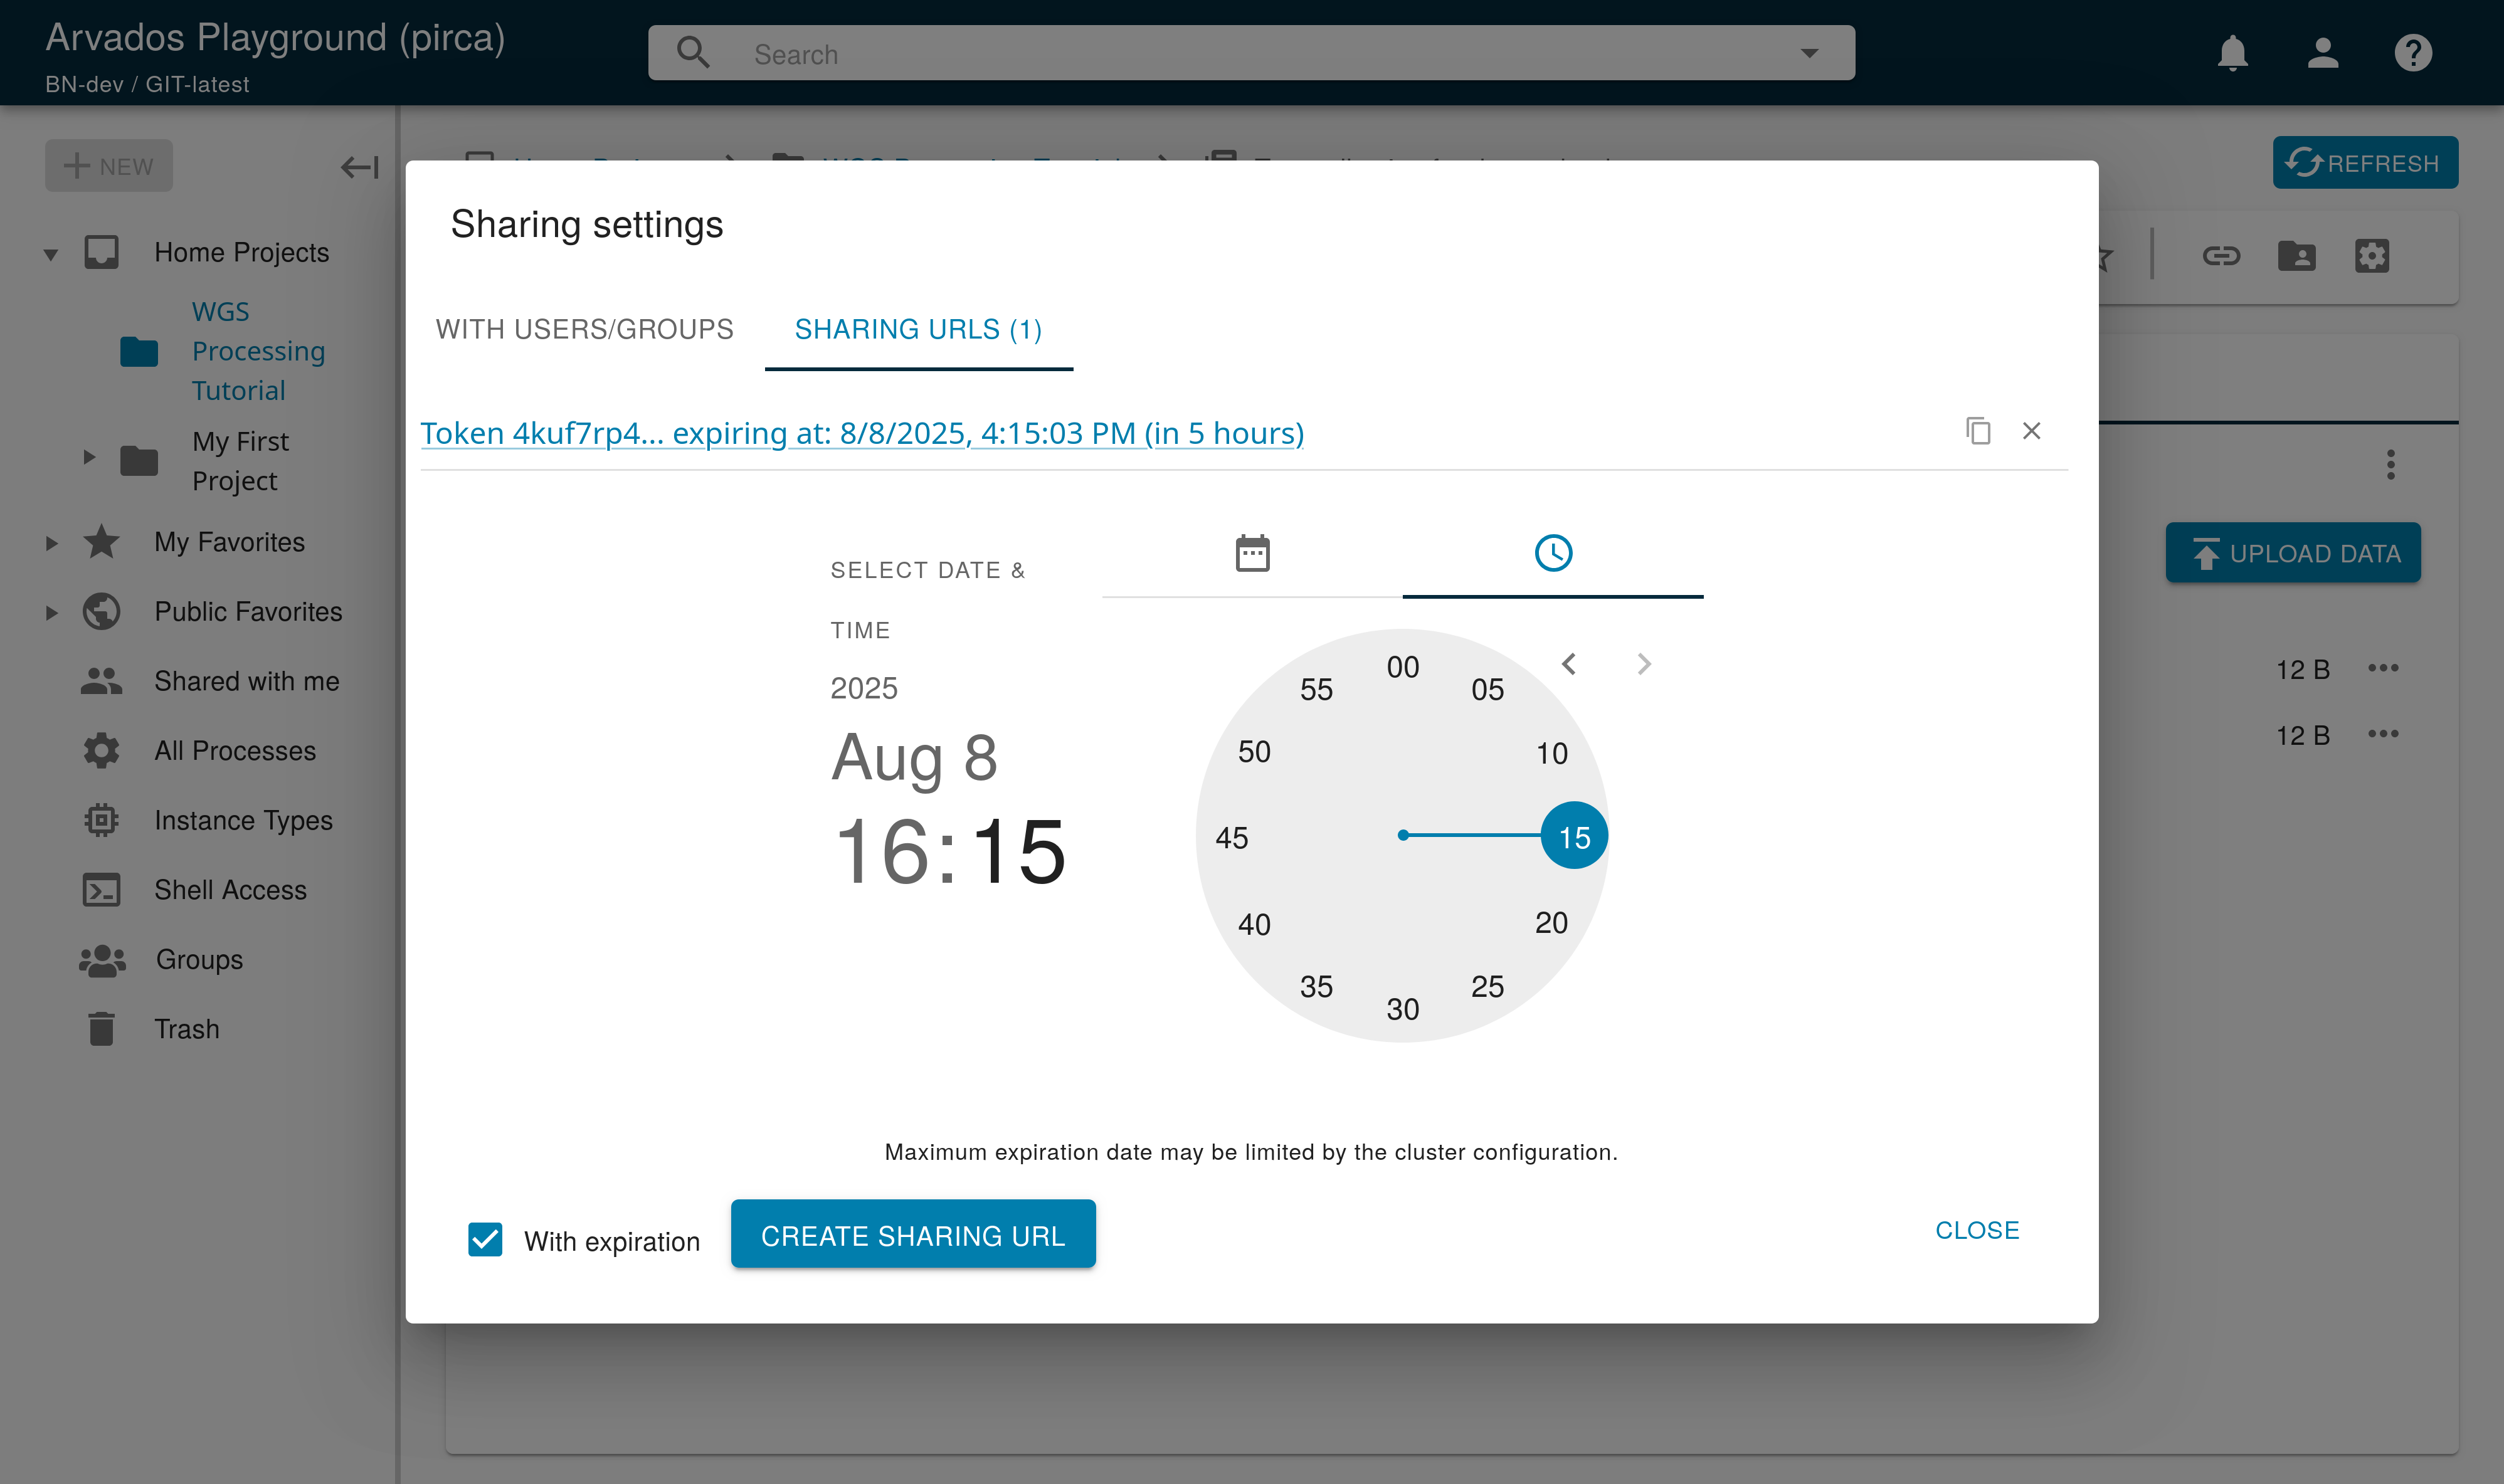 Arvados Playground (pirca)
BN-dev / GIT-latest
Search
NEW
REFRESH
Home Projects
WGS
Processing
Tutorial
My First
Project
My Favorites
Public Favorites
Shared with me
All Processes
Instance Types
Shell Access
Groups
Trash
Sharing settings
WITH USERS/GROUPS
SHARING URLS (1)
Token 4kuf7rp4... expiring at: 8/8/2025, 4:15:03 PM (in 5 hours)
SELECT DATE &
TIME
2025
Aug 8
16:15
00
05
10
15
20
25
30
35
40
45
50
55
Maximum expiration date may be limited by the cluster configuration.
With expiration
CREATE SHARING URL
CLOSE
UPLOAD DATA
12 B
12 B